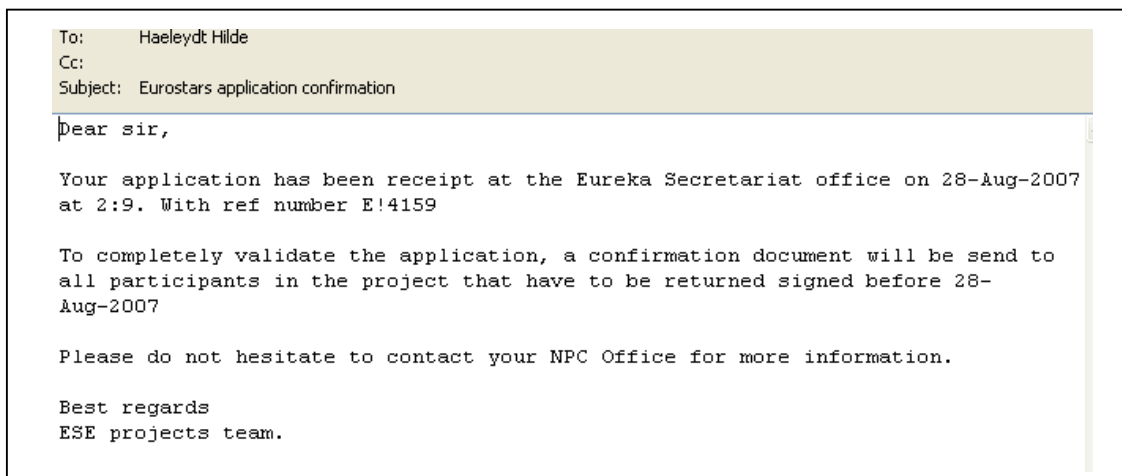 To: Haeleydt Hilde
Cc:
Subject: Eurostars application confirmation
Dear sir,
Your application has been receipt at the Eureka Secretariat office on 28-Aug-2007
at 2:9. With ref number E!4159
To completely validate the application, a confirmation document will be send to
all participants in the project that have to be returned signed before 28-
Aug-2007
Please do not hesitate to contact your NPC Office for more information.
Best regards
ESE projects team.